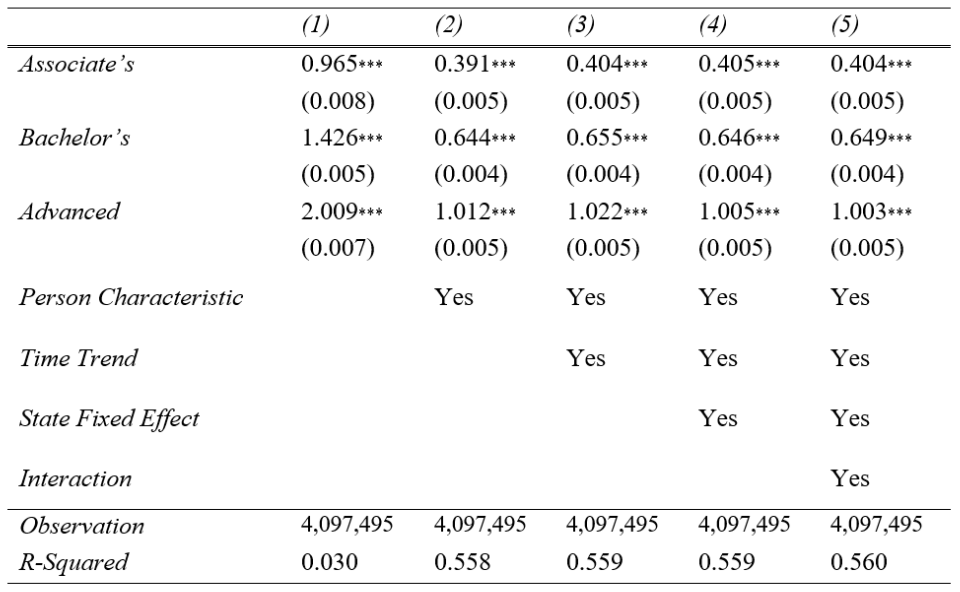 (1) (2) (3) (4) (5)
Associate's 0.965*** 0.391*** 0.404*** 0.405*** 0.404***
(0.008) (0.005) (0.005) (0.005) (0.005)
Bachelor's 1.426*** 0.644*** 0.655*** 0.646*** 0.649***
(0.005) (0.004) (0.004) (0.004) (0.004)
Advanced 2.009*** 1.012*** 1.022*** 1.005*** 1.003***
(0.007) (0.005) (0.005) (0.005) (0.005)
Person Characteristic Yes Yes Yes Yes
Time Trend Yes Yes Yes
State Fixed Effect Yes Yes
Interaction Yes
Observation 4,097,495 4,097,495 4,097,495 4,097,495 4,097,495
R-Squared 0.030 0.558 0.559 0.559 0.560